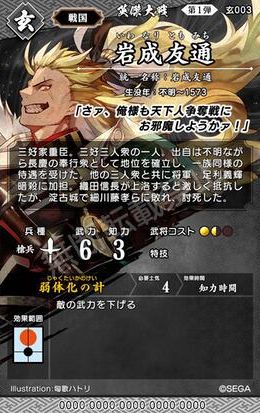 玄
戦国
英傑大戦
第1弾
玄003
いわなりともみち
岩成友通
統一名称:岩成友通
生没年:不明〜1573
「さァ、俺様も天下人争奪戦に
お邪魔しようかァ!」
三好家重臣。三好三人衆の一人。出自は不明なが
ら長慶の奉行衆として地位を確立し、一族同様の
待遇を受けた。他の三人衆と共に将軍・足利義輝
暗殺に加担。織田信長が上洛すると激しく抵抗し
たが、淀古城で細川藤孝らに敗れ、討死した。
兵種 武力 知力 武将コスト
槍兵 6 3 特技
じゃくたいかのけい
弱体化の計
必要士気 4
効果時間 知力時間
敵の武力を下げる
効果範囲
Illustration:匈歌ハトリ
©SEGA
0000-0000-0000-0000-0000